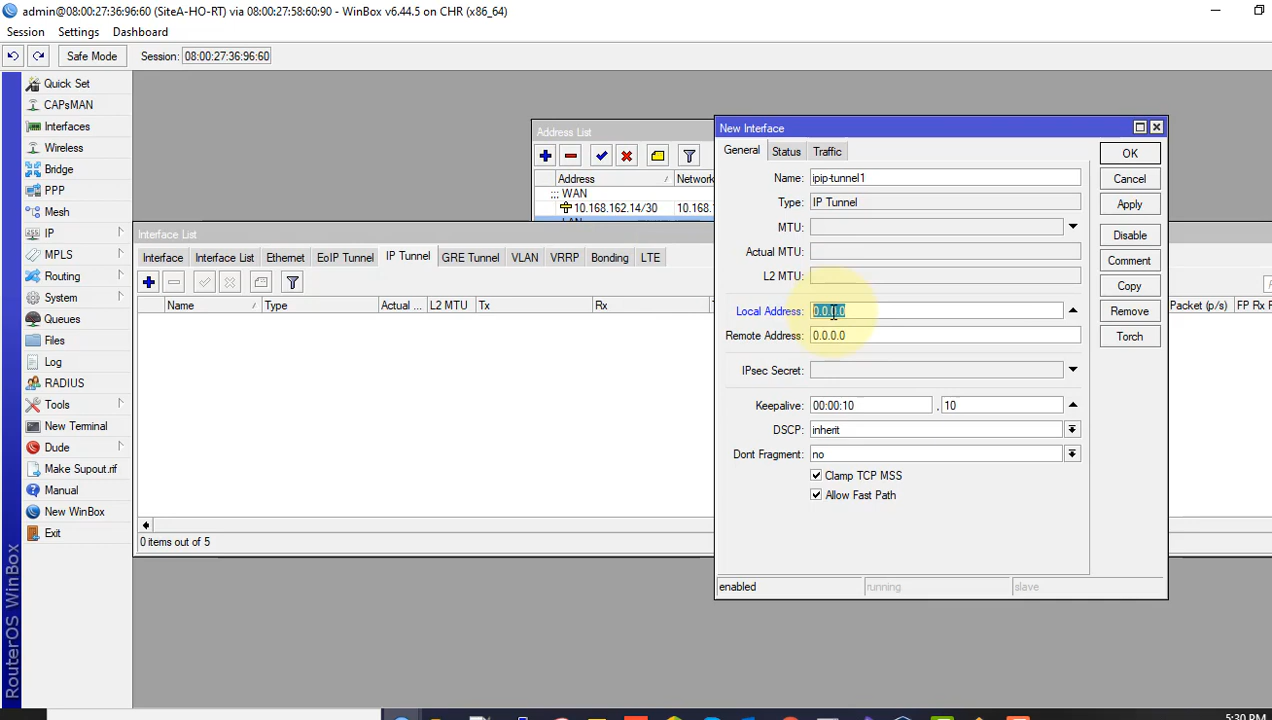 admin@08:00:27:36:96:60 (SiteA-HO-RT) via 08:00:27:58:60:90 - WinBox v6.44.5 on CHR (x86_64)
Session Settings Dashboard
Safe Mode Session: 08:00:27:36:96:60
Quick Set
CAPsMAN
Interfaces
Wireless
Bridge
PPP
Mesh
IP
MPLS
Routing
System
Queues
Files
Log
RADIUS
Tools
New Terminal
Dude
Make Supout.rif
Manual
New WinBox
Exit
RouterOS WinBox
Address List
Address Network
::: WAN
10.168.162.14/30 10.168.162
Interface List
Interface Interface List Ethernet EoIP Tunnel IP Tunnel GRE Tunnel VLAN VRRP Bonding LTE
Name Type Actual ... L2 MTU Tx Rx
Packet (p/s) FP Rx
0 items out of 5
New Interface
General Status Traffic
Name: ipip-tunnel1
Type: IP Tunnel
MTU:
Actual MTU:
L2 MTU:
Local Address: 0.0.0.0
Remote Address: 0.0.0.0
IPsec Secret:
Keepalive: 00:00:10 , 10
DSCP: inherit
Dont Fragment: no
Clamp TCP MSS
Allow Fast Path
OK
Cancel
Apply
Disable
Comment
Copy
Remove
Torch
enabled running slave
5:30 PM